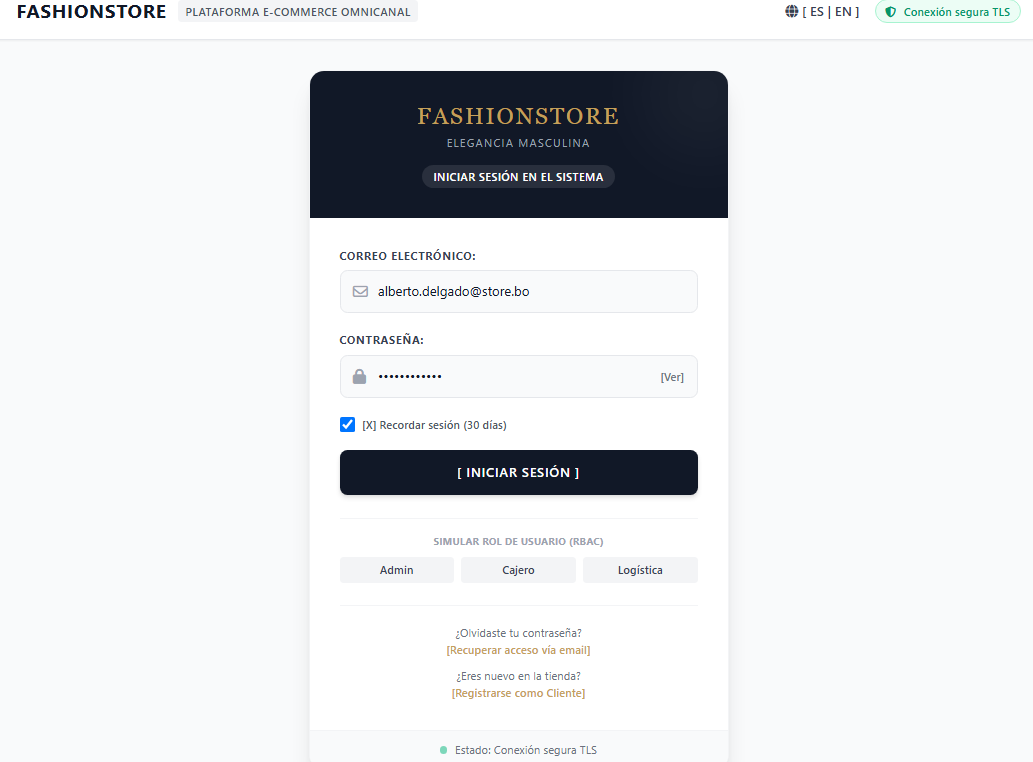 FASHIONSTORE PLATAFORMA E-COMMERCE OMNICANAL [ ES | EN ] Conexión segura TLS
FASHIONSTORE
ELEGANCIA MASCULINA
INICIAR SESIÓN EN EL SISTEMA
CORREO ELECTRÓNICO:
alberto.delgado@store.bo
CONTRASEÑA:
•••••••••••• [Ver]
[X] Recordar sesión (30 días)
[ INICIAR SESIÓN ]
SIMULAR ROL DE USUARIO (RBAC)
Admin Cajero Logística
¿Olvidaste tu contraseña?
[Recuperar acceso vía email]
¿Eres nuevo en la tienda?
[Registrarse como Cliente]
Estado: Conexión segura TLS